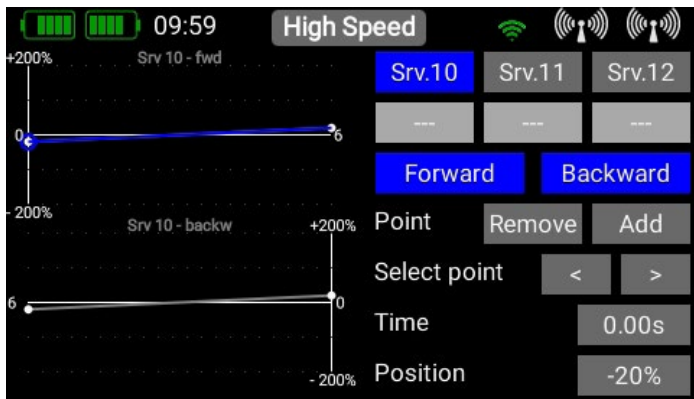 09:59 High Speed
+200% Srv 10 - fwd
0 6
- 200%
Srv 10 - backw +200%
6 0
- 200%
Srv.10 Srv.11 Srv.12
--- --- ---
Forward Backward
Point Remove Add
Select point < >
Time 0.00s
Position -20%